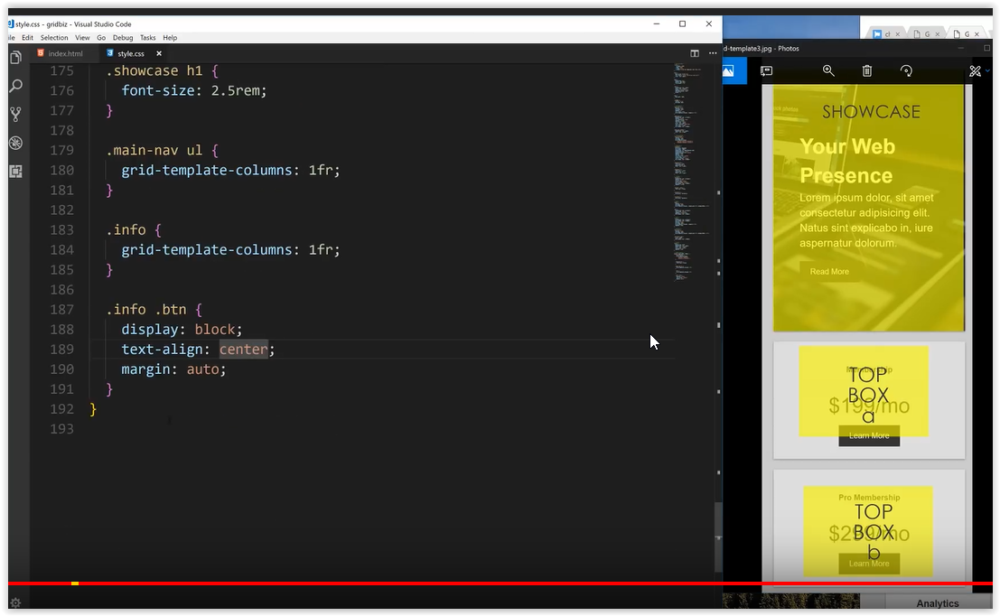 style.css - gridbiz - Visual Studio Code
ile Edit Selection View Go Debug Tasks Help
index.html style.css
175 .showcase h1 {
176 font-size: 2.5rem;
177 }
178
179 .main-nav ul {
180 grid-template-columns: 1fr;
181 }
182
183 .info {
184 grid-template-columns: 1fr;
185 }
186
187 .info .btn {
188 display: block;
189 text-align: center;
190 margin: auto;
191 }
192 }
193
cl G G
d-template3.jpg - Photos
SHOWCASE
Your Web
Presence
Lorem ipsum dolor, sit amet
consectetur adipisicing elit.
Natus sint explicabo in, iure
aspernatur dolorum.
Read More
Membership
TOP
BOX
a
$199/mo
Learn More
Pro Membership
TOP
BOX
b
$299/mo
Learn More
Analytics